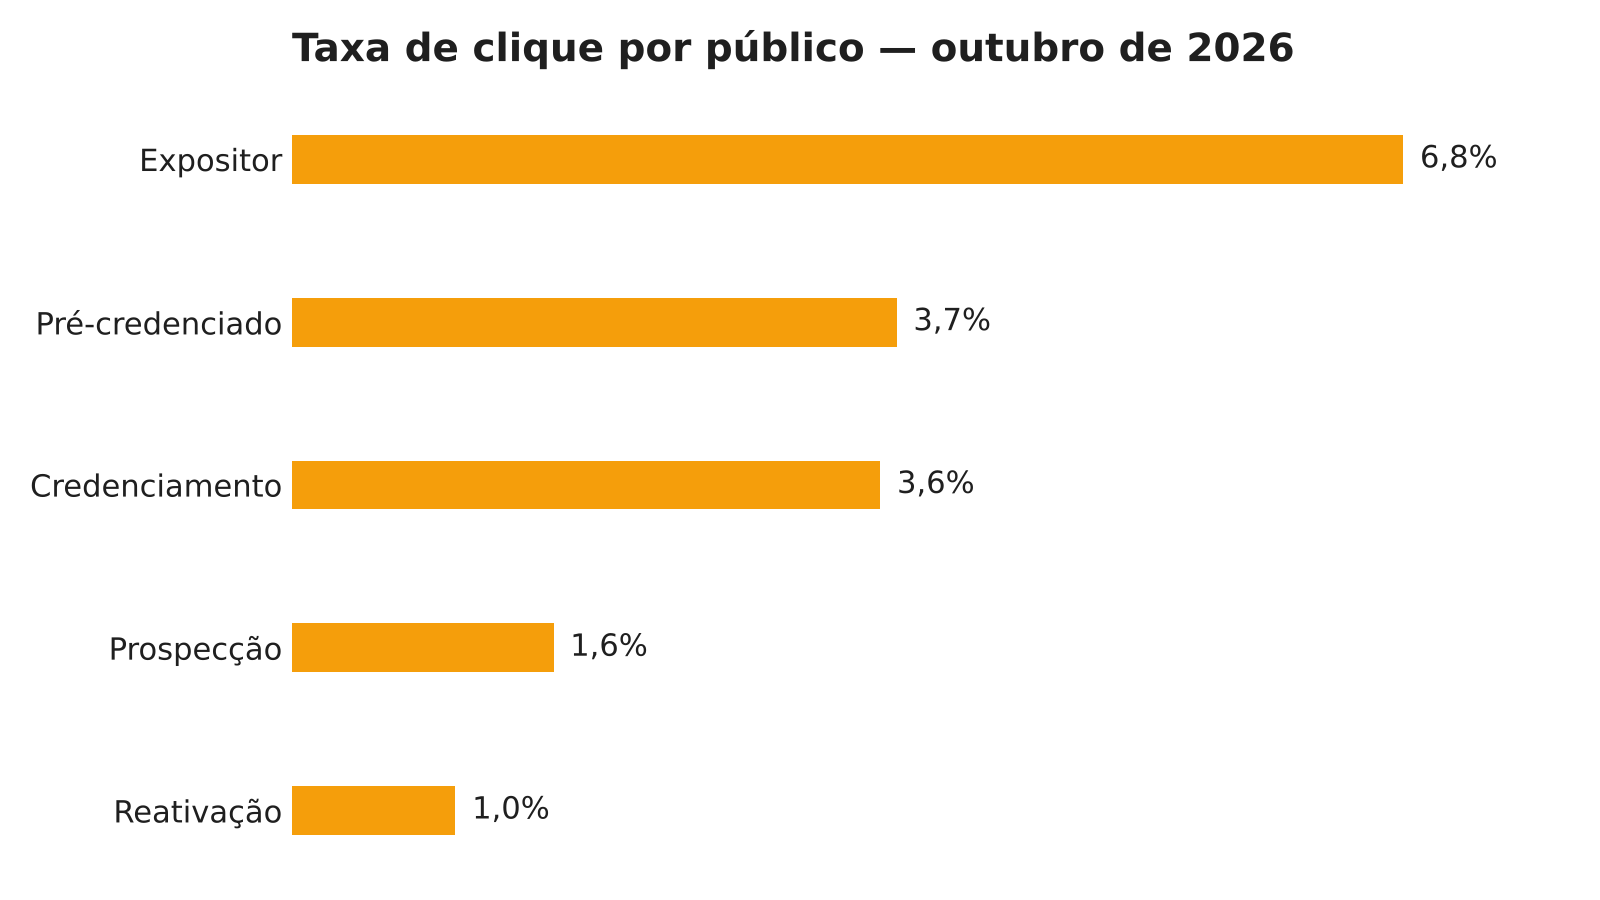 Taxa de clique por público — outubro de 2026
Expositor 6,8%
Pré-credenciado 3,7%
Credenciamento 3,6%
Prospecção 1,6%
Reativação 1,0%